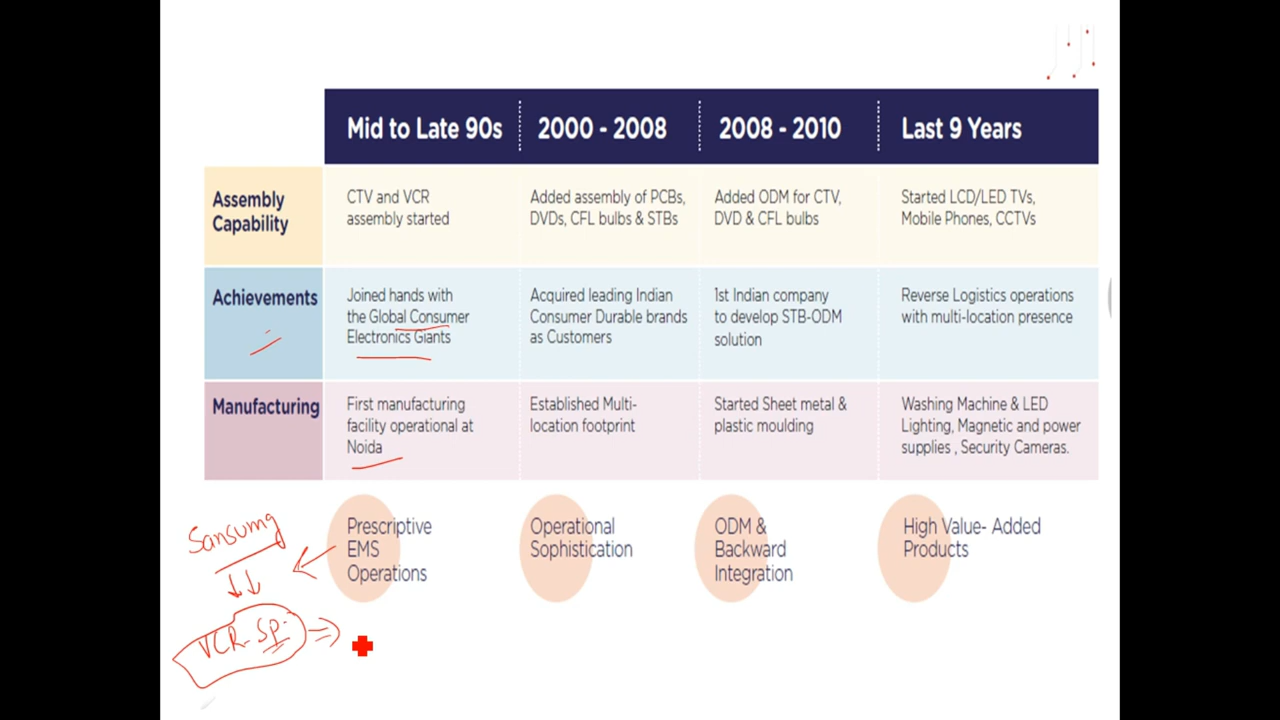 Mid to Late 90s
2000 - 2008
2008 - 2010
Last 9 Years
Assembly
Capability
CTV and VCR
assembly started
Added assembly of PCBs,
DVDs, CFL bulbs & STBs
Added ODM for CTV,
DVD & CFL bulbs
Started LCD/LED TVs,
Mobile Phones, CCTVs
Achievements
Joined hands with
the Global Consumer
Electronics Giants
Acquired leading Indian
Consumer Durable brands
as Customers
1st Indian company
to develop STB-ODM
solution
Reverse Logistics operations
with multi-location presence
Manufacturing
First manufacturing
facility operational at
Noida
Established Multi-
location footprint
Started Sheet metal &
plastic moulding
Washing Machine & LED
Lighting, Magnetic and power
supplies , Security Cameras.
Prescriptive
EMS
Operations
Operational
Sophistication
ODM &
Backward
Integration
High Value- Added
Products
Sansumg
VCR - Sp.